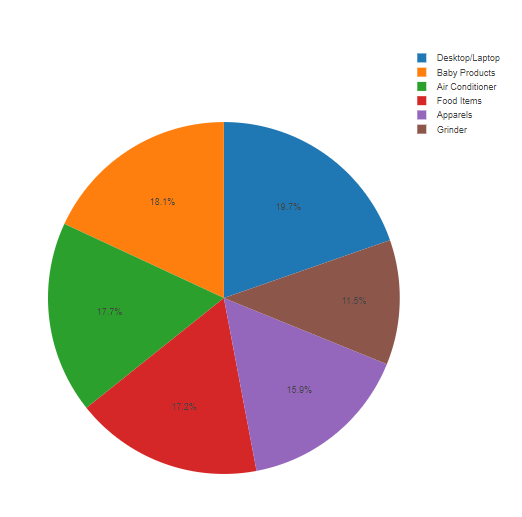 Desktop/Laptop
Baby Products
Air Conditioner
Food Items
Apparels
Grinder
18.1%
19.7%
17.7%
11.5%
17.2%
15.9%